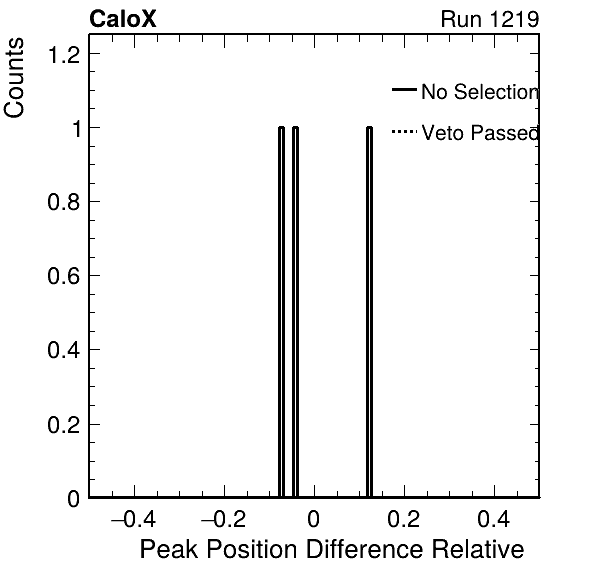 CaloX Run 1219
Counts
1.2
1
0.8
0.6
0.4
0.2
0
No Selection
Veto Passed
−0.4 −0.2 0 0.2 0.4
Peak Position Difference Relative